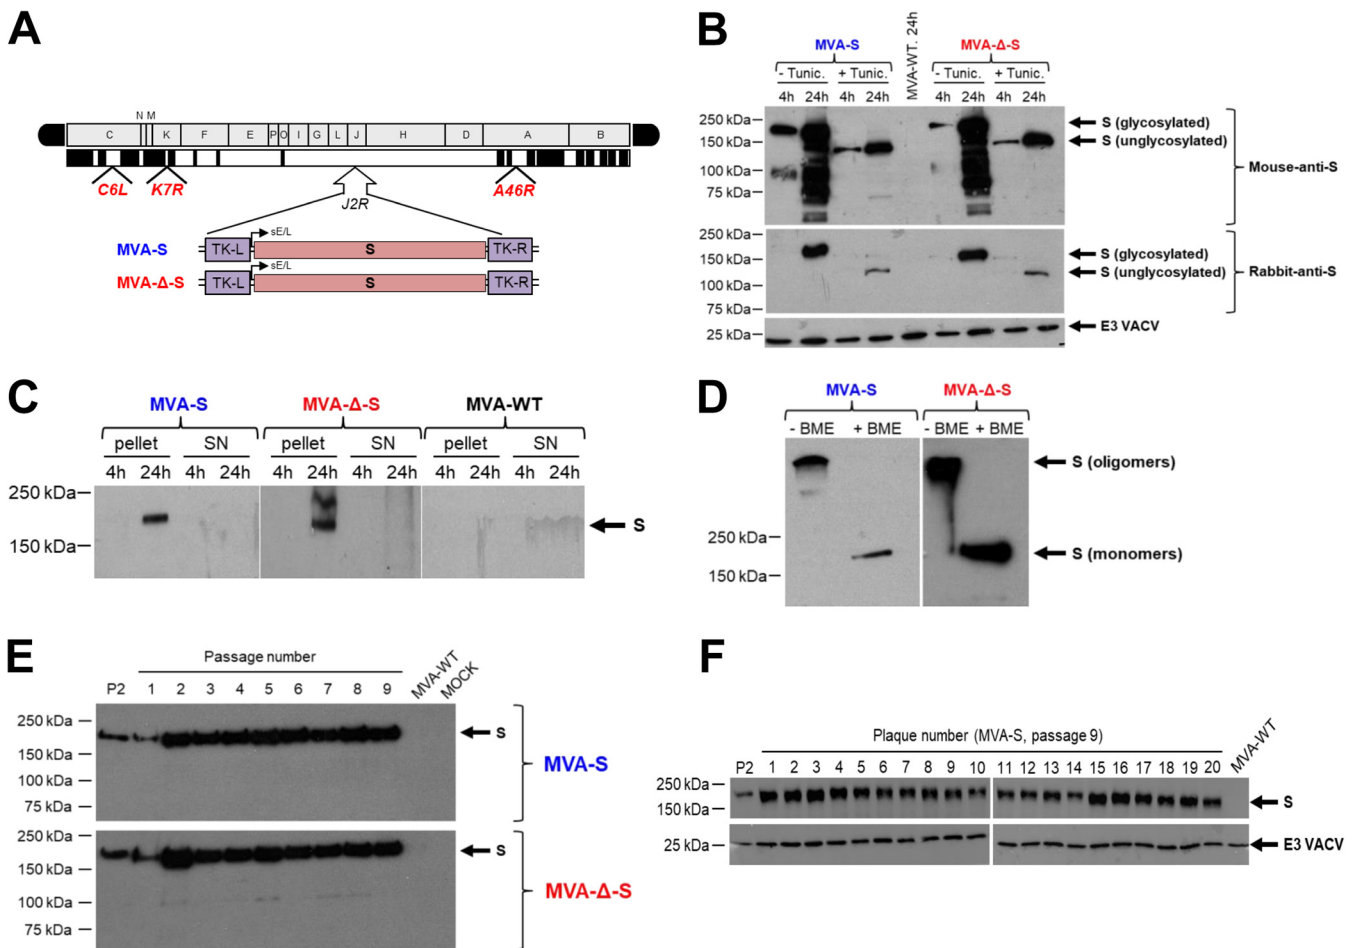 A
N M
C K F E P O I G L J H D A B
C6L K7R A46R
J2R
sE/L
MVA-S TK-L S TK-R
sE/L
MVA-Δ-S TK-L S TK-R
B
MVA-S MVA-WT. 24h MVA-Δ-S
- Tunic. + Tunic. - Tunic. + Tunic.
4h 24h 4h 24h 4h 24h 4h 24h
250 kDa S (glycosylated)
150 kDa S (unglycosylated)
100 kDa Mouse-anti-S
75 kDa
250 kDa S (glycosylated)
150 kDa S (unglycosylated)
100 kDa Rabbit-anti-S
75 kDa
25 kDa E3 VACV
C
MVA-S MVA-Δ-S MVA-WT
pellet SN pellet SN pellet SN
4h 24h 4h 24h 4h 24h 4h 24h 4h 24h 4h 24h
250 kDa
S
150 kDa
D
MVA-S MVA-Δ-S
- BME + BME - BME + BME
S (oligomers)
250 kDa
S (monomers)
150 kDa
E
Passage number
P2 1 2 3 4 5 6 7 8 9 MVA-WT MOCK
250 kDa S
150 kDa
100 kDa MVA-S
75 kDa
250 kDa S
150 kDa
100 kDa MVA-Δ-S
75 kDa
F
Plaque number (MVA-S, passage 9)
P2 1 2 3 4 5 6 7 8 9 10 11 12 13 14 15 16 17 18 19 20 MVA-WT
250 kDa
150 kDa S
25 kDa E3 VACV